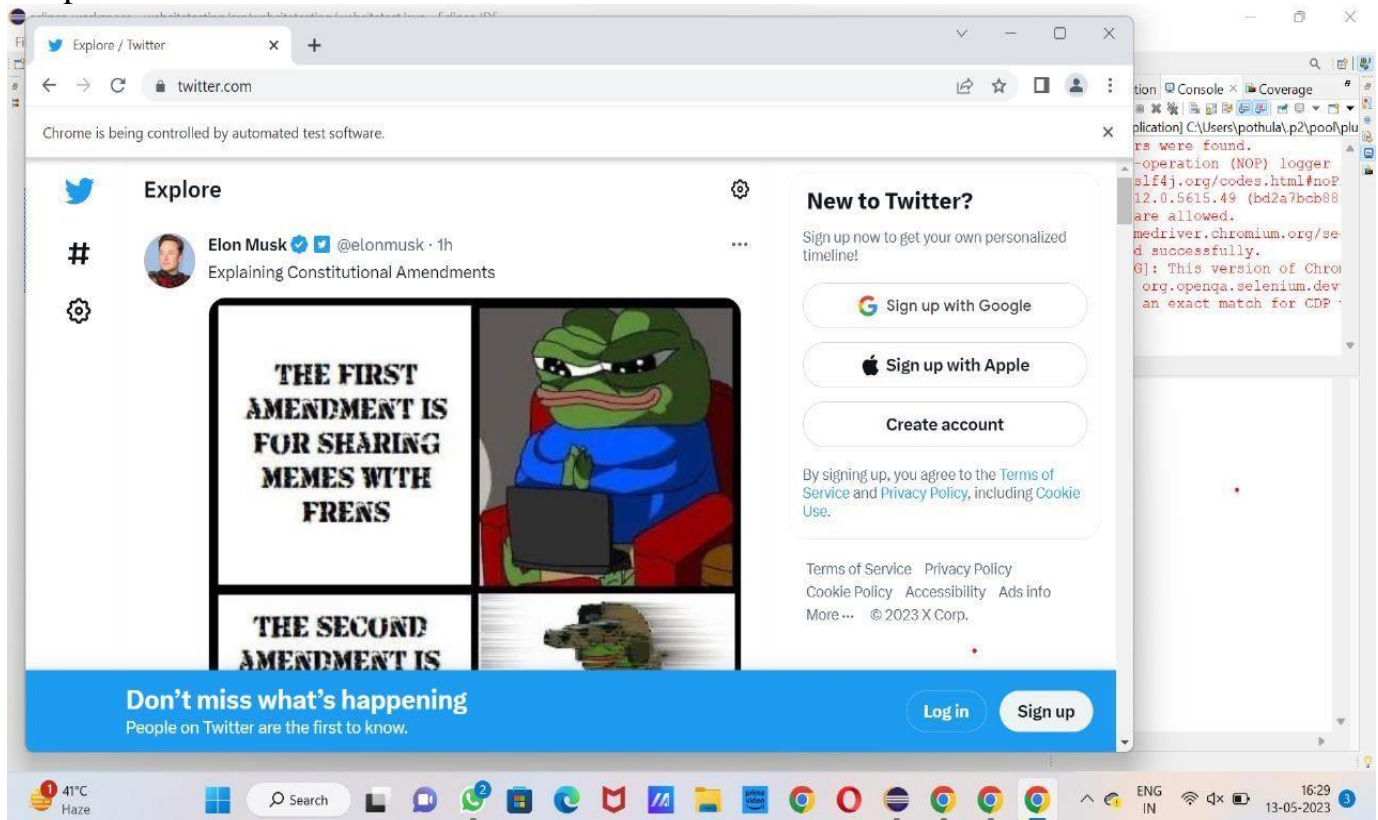 Explore / Twitter
twitter.com
Chrome is being controlled by automated test software.
Explore
Elon Musk @elonmusk · 1h
Explaining Constitutional Amendments
THE FIRST
AMENDMENT IS
FOR SHARING
MEMES WITH
FRENS
THE SECOND
AMENDMENT IS
New to Twitter?
Sign up now to get your own personalized
timeline!
Sign up with Google
Sign up with Apple
Create account
By signing up, you agree to the Terms of
Service and Privacy Policy, including Cookie
Use.
Terms of Service Privacy Policy
Cookie Policy Accessibility Ads info
More ··· © 2023 X Corp.
Don't miss what's happening
People on Twitter are the first to know.
Log in
Sign up
tion Console × Coverage
plication] C:\Users\pothula\.p2\pool\plu
rs were found.
-operation (NOP) logger
slf4j.org/codes.html#noP
12.0.5615.49 (bd2a7bcb88
are allowed.
medriver.chromium.org/se
d successfully.
G]: This version of Chro
org.openqa.selenium.dev
an exact match for CDP
1
41°C
Haze
Search
2
prime
video
ENG
IN
16:29
13-05-2023
3